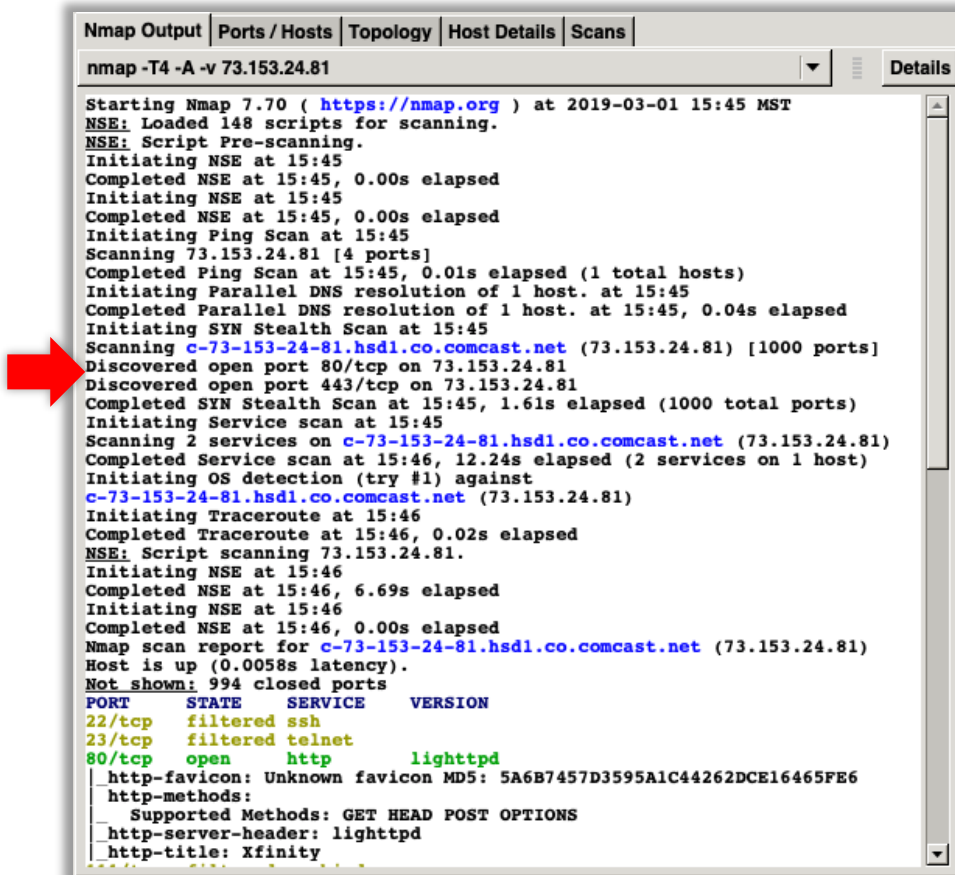 Nmap Output Ports / Hosts Topology Host Details Scans
nmap -T4 -A -v 73.153.24.81 Details
Starting Nmap 7.70 ( https://nmap.org ) at 2019-03-01 15:45 MST
NSE: Loaded 148 scripts for scanning.
NSE: Script Pre-scanning.
Initiating NSE at 15:45
Completed NSE at 15:45, 0.00s elapsed
Initiating NSE at 15:45
Completed NSE at 15:45, 0.00s elapsed
Initiating Ping Scan at 15:45
Scanning 73.153.24.81 [4 ports]
Completed Ping Scan at 15:45, 0.01s elapsed (1 total hosts)
Initiating Parallel DNS resolution of 1 host. at 15:45
Completed Parallel DNS resolution of 1 host. at 15:45, 0.04s elapsed
Initiating SYN Stealth Scan at 15:45
Scanning c-73-153-24-81.hsd1.co.comcast.net (73.153.24.81) [1000 ports]
Discovered open port 80/tcp on 73.153.24.81
Discovered open port 443/tcp on 73.153.24.81
Completed SYN Stealth Scan at 15:45, 1.61s elapsed (1000 total ports)
Initiating Service scan at 15:45
Scanning 2 services on c-73-153-24-81.hsd1.co.comcast.net (73.153.24.81)
Completed Service scan at 15:46, 12.24s elapsed (2 services on 1 host)
Initiating OS detection (try #1) against
c-73-153-24-81.hsd1.co.comcast.net (73.153.24.81)
Initiating Traceroute at 15:46
Completed Traceroute at 15:46, 0.02s elapsed
NSE: Script scanning 73.153.24.81.
Initiating NSE at 15:46
Completed NSE at 15:46, 6.69s elapsed
Initiating NSE at 15:46
Completed NSE at 15:46, 0.00s elapsed
Nmap scan report for c-73-153-24-81.hsd1.co.comcast.net (73.153.24.81)
Host is up (0.0058s latency).
Not shown: 994 closed ports
PORT STATE SERVICE VERSION
22/tcp filtered ssh
23/tcp filtered telnet
80/tcp open http lighttpd
|_http-favicon: Unknown favicon MD5: 5A6B7457D3595A1C44262DCE16465FE6
| http-methods:
|_ Supported Methods: GET HEAD POST OPTIONS
|_http-server-header: lighttpd
|_http-title: Xfinity